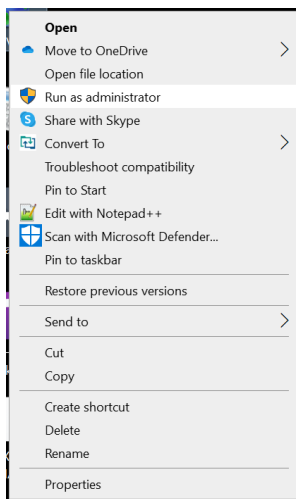 Open
Move to OneDrive
Open file location
Run as administrator
Share with Skype
Convert To
Troubleshoot compatibility
Pin to Start
Edit with Notepad++
Scan with Microsoft Defender...
Pin to taskbar
Restore previous versions
Send to
Cut
Copy
Create shortcut
Delete
Rename
Properties